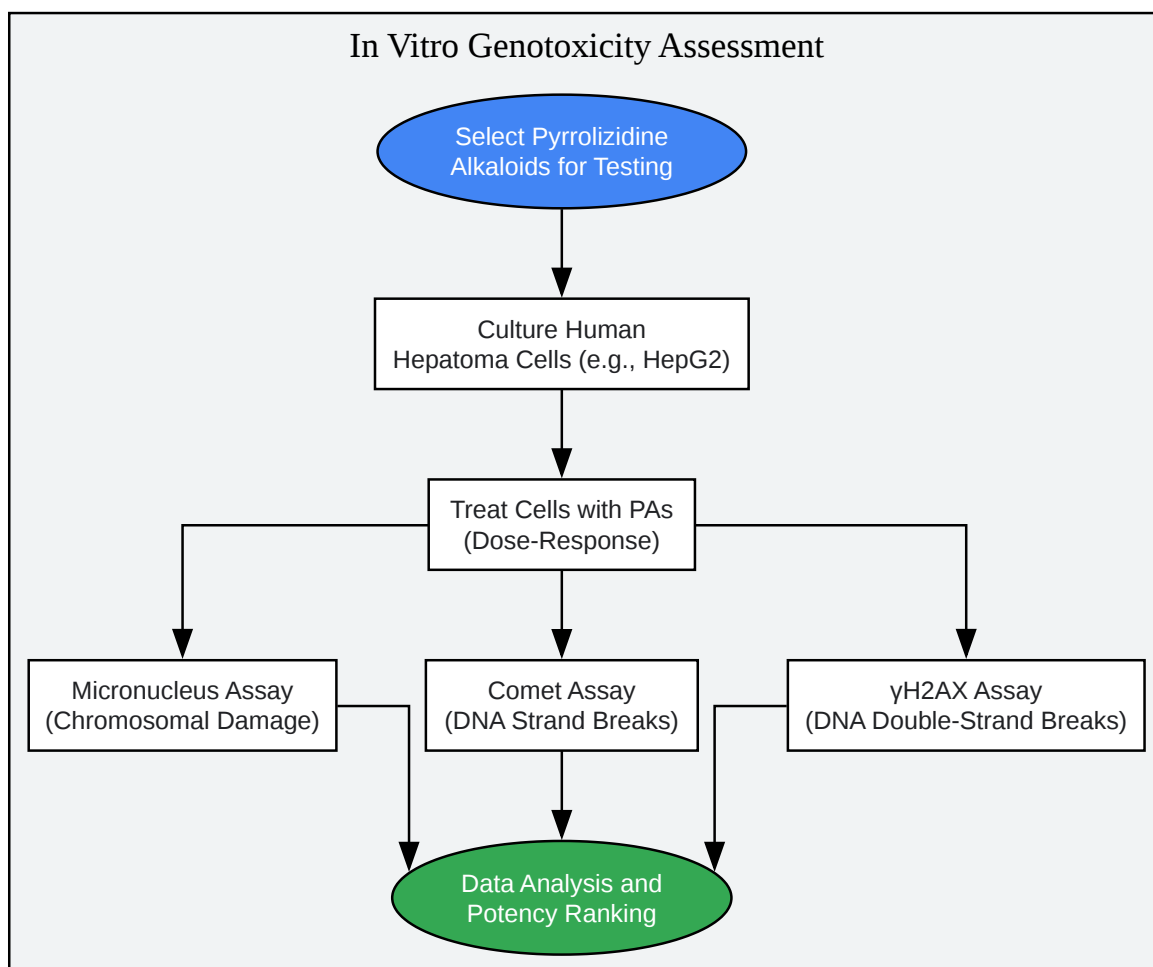 In Vitro Genotoxicity Assessment
Select Pyrrolizidine
Alkaloids for Testing
Culture Human
Hepatoma Cells (e.g., HepG2)
Treat Cells with PAs
(Dose-Response)
Micronucleus Assay
(Chromosomal Damage)
Comet Assay
(DNA Strand Breaks)
γH2AX Assay
(DNA Double-Strand Breaks)
Data Analysis and
Potency Ranking